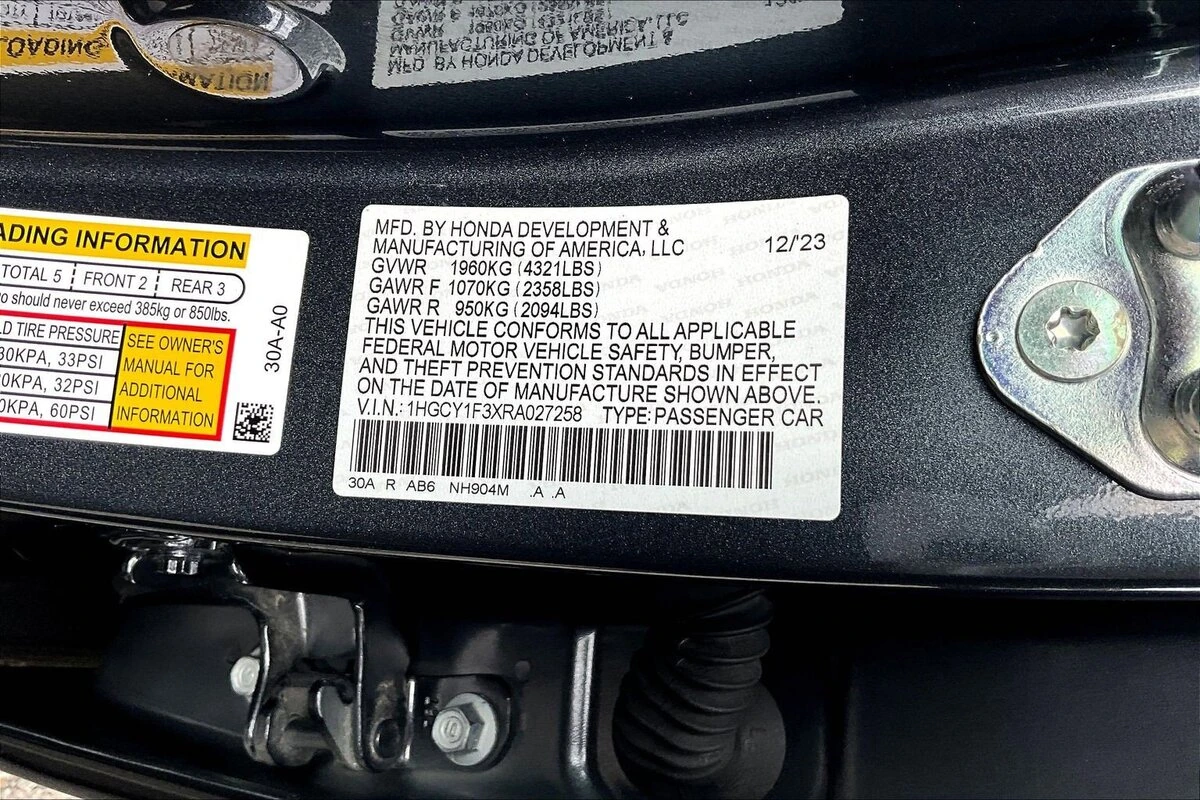 ADING INFORMATION
TOTAL 5 FRONT 2 REAR 3
should never exceed 385kg or 850lbs.
TIRE PRESSURE
33PSI
32PSI
60PSI
SEE OWNER'S
MANUAL FOR
ADDITIONAL
INFORMATION
30A-A0
MFD. BY HONDA DEVELOPMENT &
MANUFACTURING OF AMERICA, LLC 12/'23
GVWR 1960KG (4321LBS)
GAWR F 1070KG (2358LBS)
GAWR R 950KG (2094LBS)
THIS VEHICLE CONFORMS TO ALL APPLICABLE
FEDERAL MOTOR VEHICLE SAFETY, BUMPER,
AND THEFT PREVENTION STANDARDS IN EFFECT
ON THE DATE OF MANUFACTURE SHOWN ABOVE.
V.I.N.: 1HGCY1F3XRA027258 TYPE: PASSENGER CAR
30A R AB6 NH904M .A .A